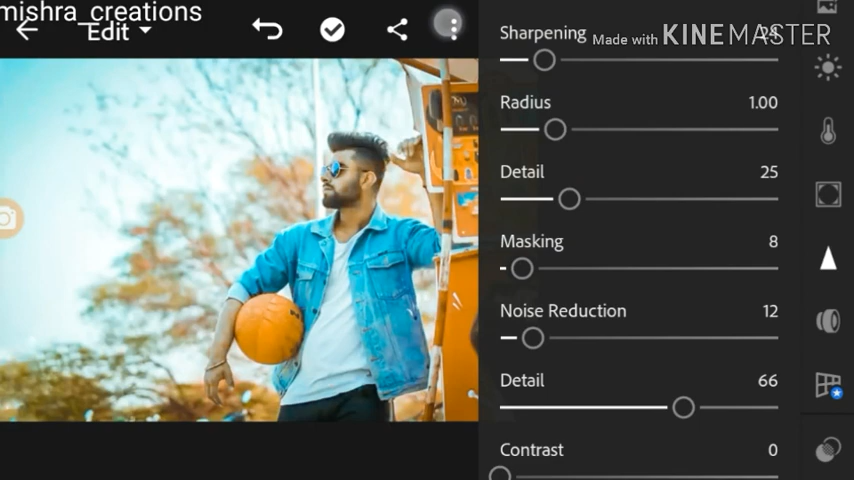 mishra_creations
Edit
Sharpening
Made with KINEMASTER
Radius 1.00
Detail 25
Masking 8
Noise Reduction 12
Detail 66
Contrast 0